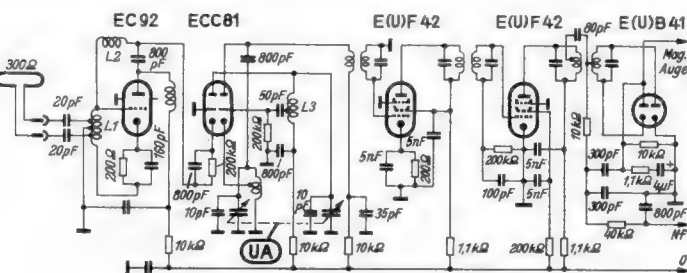 EC92
ECC81
E(U)F42
E(U)F42
E(U)B41
300Ω
L2
800 pF
L1
20pF
20pF
200Ω
160pF
800pF
200kΩ
800pF
50pF
L3
200kΩ
800pF
10pF
UA
10 pF
35pF
10kΩ
10kΩ
10kΩ
5nF
5nF
200Ω
1,1kΩ
200kΩ
5nF
100pF
5nF
200kΩ
1,1kΩ
80pF
10kΩ
Mag. Auge
300pF
10kΩ
1,1kΩ
4µF
+
300pF
800pF
40kΩ
NF
0